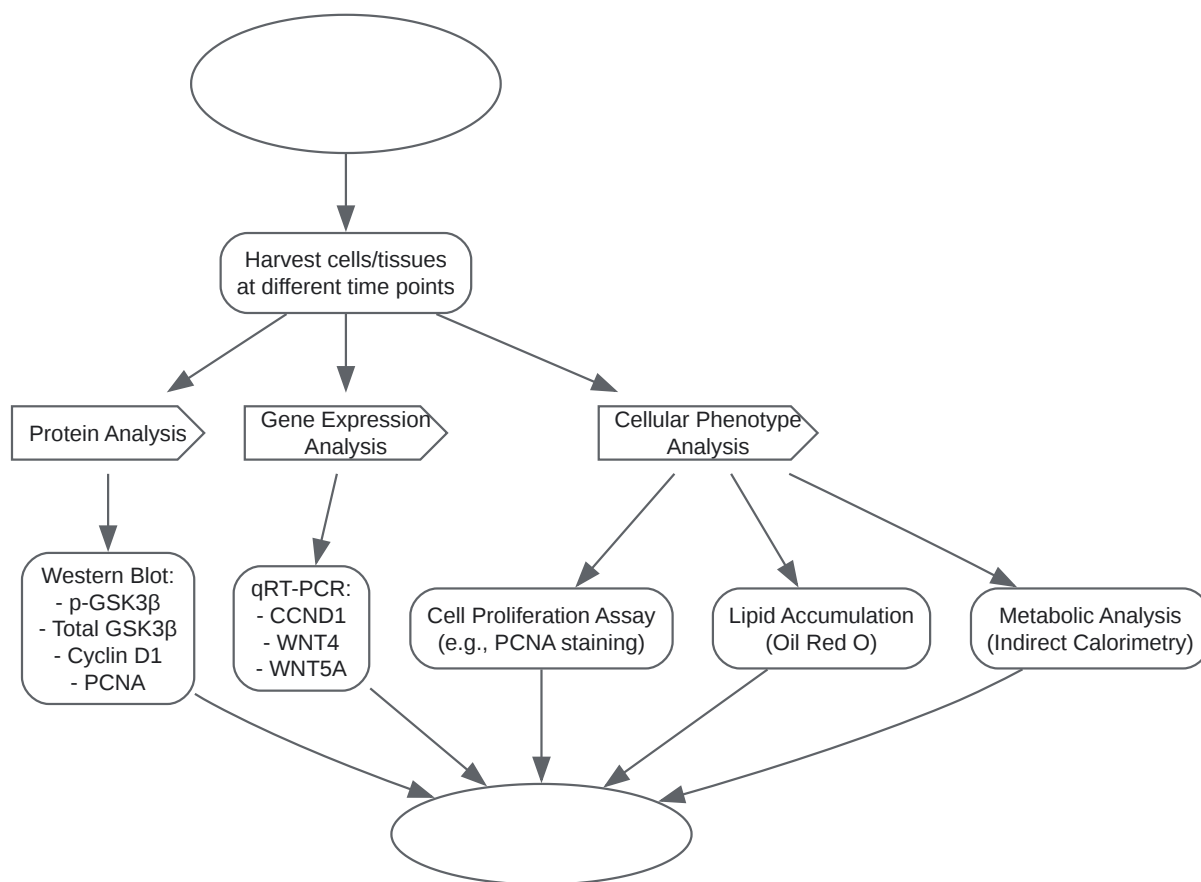 Harvest cells/tissues
at different time points
Protein Analysis
Gene Expression
Analysis
Cellular Phenotype
Analysis
Western Blot:
- p-GSK3β
- Total GSK3β
- Cyclin D1
- PCNA
qRT-PCR:
- CCND1
- WNT4
- WNT5A
Cell Proliferation Assay
(e.g., PCNA staining)
Lipid Accumulation
(Oil Red O)
Metabolic Analysis
(Indirect Calorimetry)